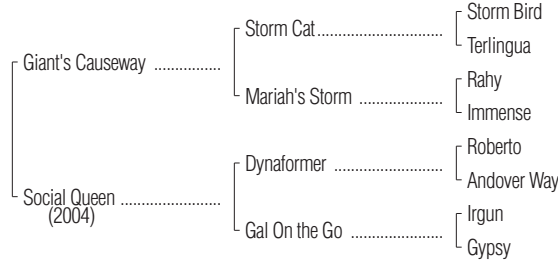 Storm Bird
Storm Cat....................................
Terlingua
Giant's Causeway ...................
Rahy
Mariah's Storm ........................
Immense
Roberto
Dynaformer ...............................
Andover Way
Social Queen .............................
(2004)
Irgun
Gal On the Go ..........................
Gypsy